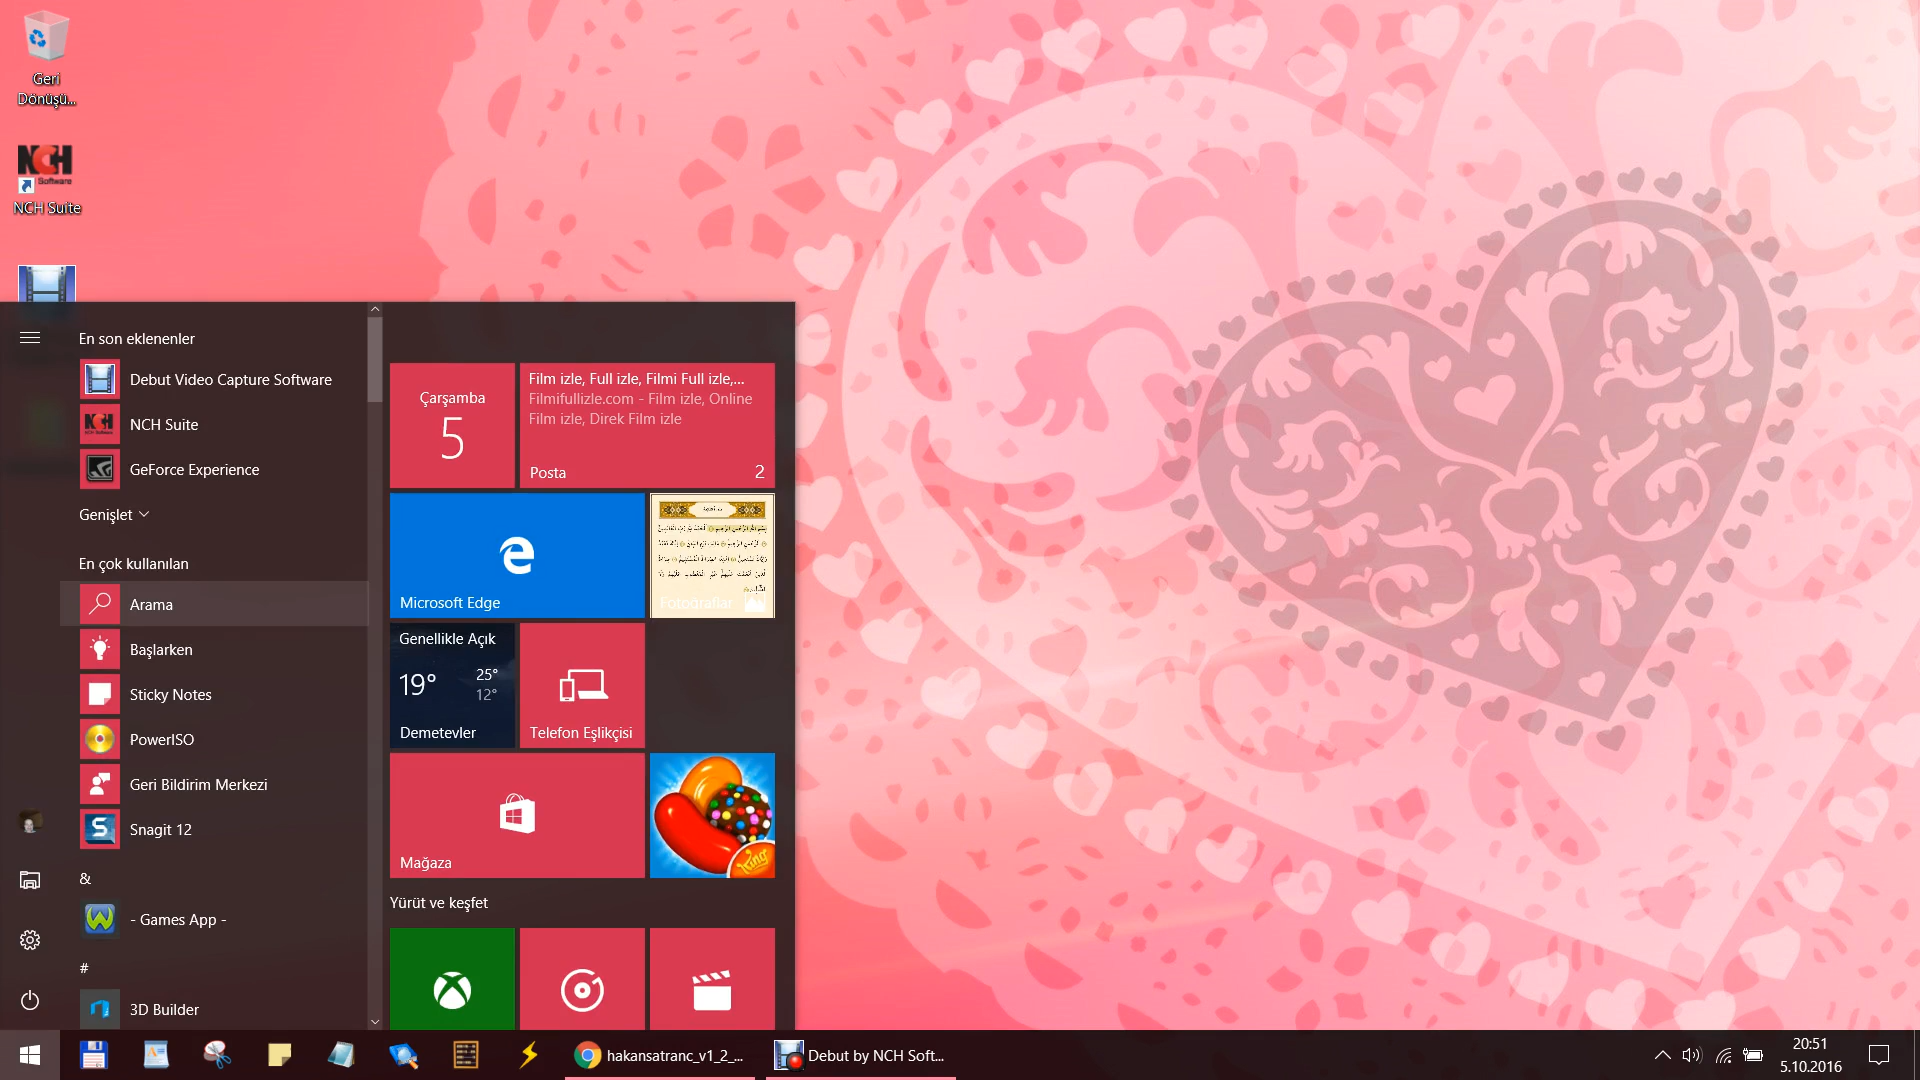 Geri
Dönüşü...
NCH
Software
NCH Suite
En son eklenenler
Debut Video Capture Software
NCH Suite
GeForce Experience
Genişlet
En çok kullanılan
Arama
Başlarken
Sticky Notes
PowerISO
Geri Bildirim Merkezi
Snagit 12
&
- Games App -
#
3D Builder
Çarşamba
5
Film izle, Full izle, Filmi Full izle,...
Filmifullizle.com - Film izle, Online
Film izle, Direk Film izle
Posta 2
Microsoft Edge
Fotoğraflar
Genellikle Açık
19° 25°
12°
Demetevler
Telefon Eşlikçisi
Mağaza
King
Yürüt ve keşfet
hakansatranc_v1_2_...
Debut by NCH Soft...
20:51
5.10.2016